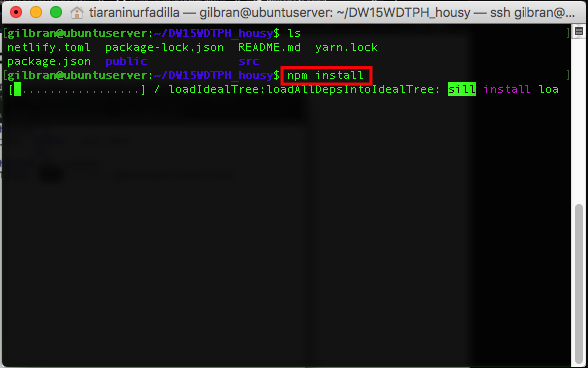 tiaraninurfadilla — gilbran@ubuntuserver: ~/DW15WDTPH_housy — ssh gilbran@...
[gilbran@ubuntuserver:~/DW15WDTPH_housy$ ls
netlify.toml package-lock.json README.md yarn.lock
package.json public src
[gilbran@ubuntuserver:~/DW15WDTPH_housy$ npm install
[ ................] / loadIdealTree:loadAllDepsIntoIdealTree: sill install loa